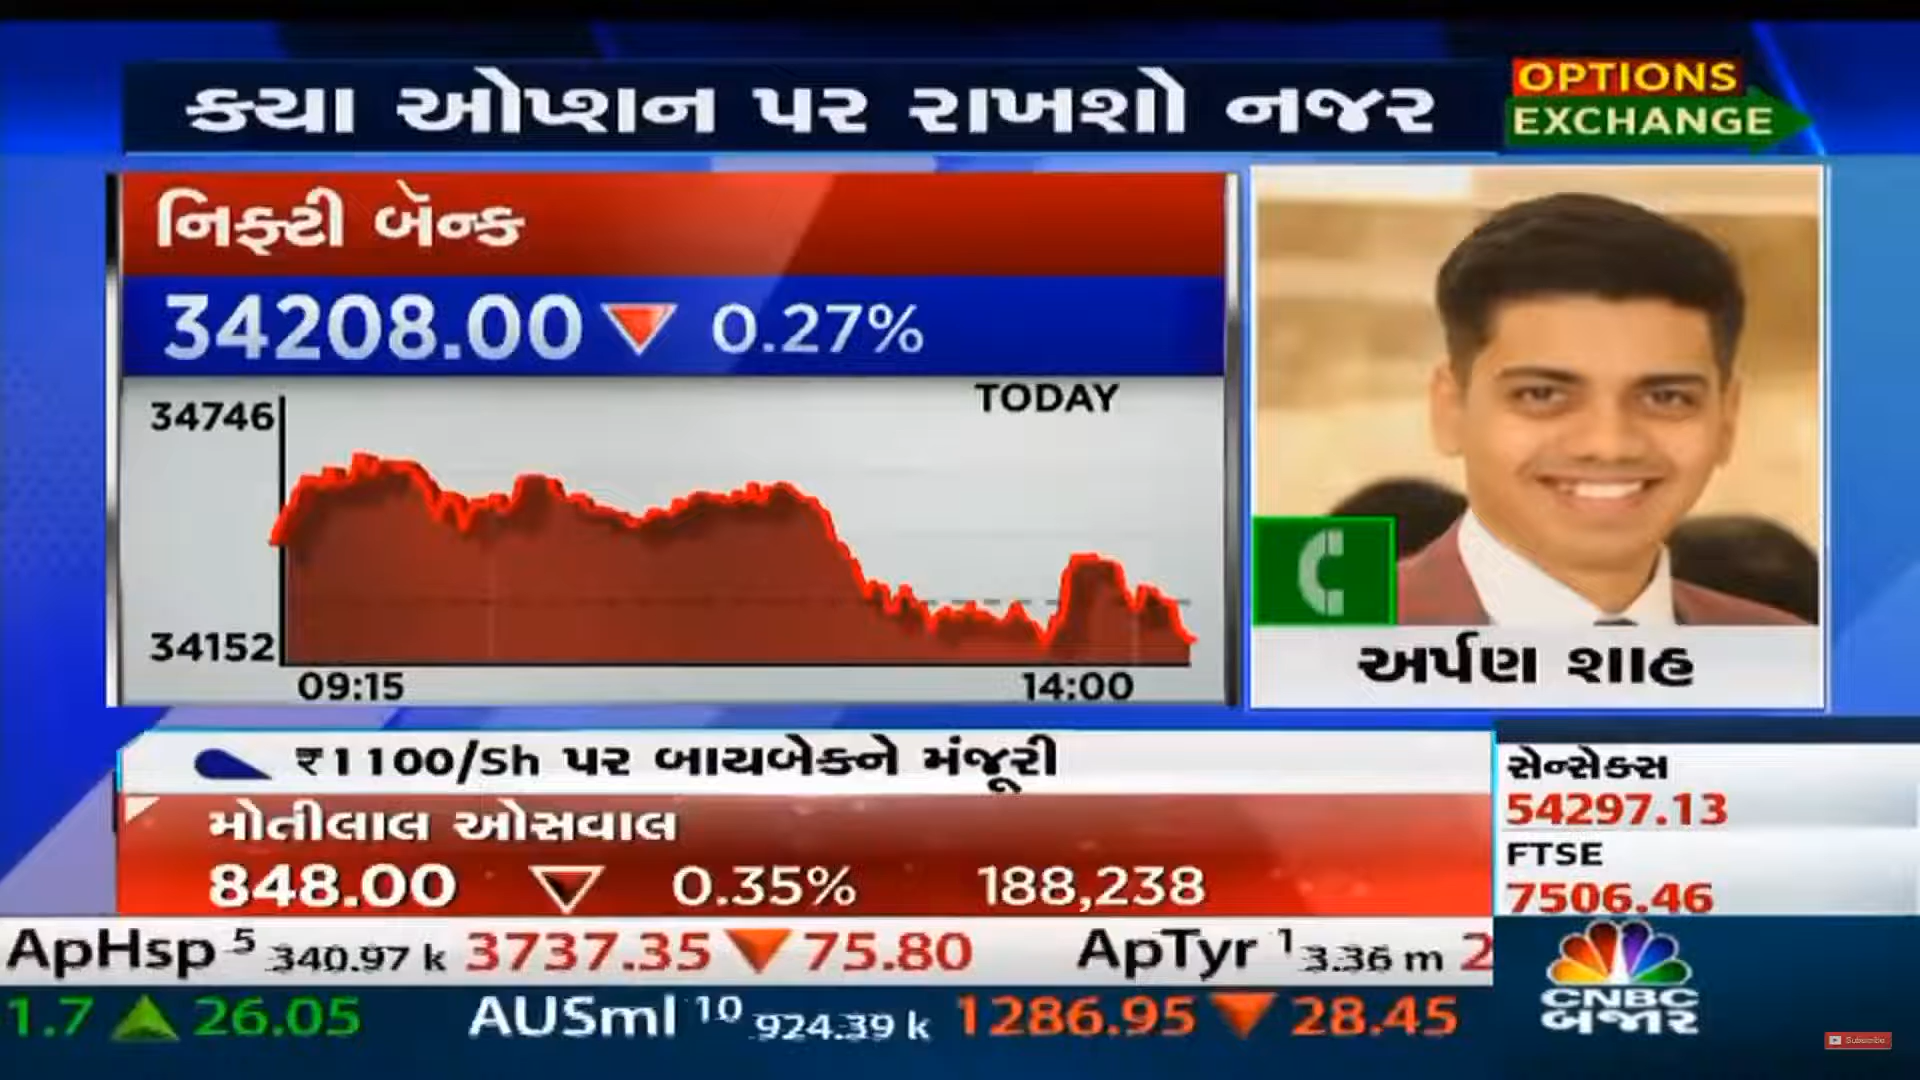 ક્યા ઓપ્શન પર રાખશો નજર
OPTIONS
EXCHANGE
નિફ્ટી બૅન્ક
34208.00 0.27%
TODAY
34746
34152
09:15 14:00
અર્પણ શાહ
₹1100/Sh પર બાયબેકને મંજૂરી
મોતીલાલ ઓસવાલ
848.00 0.35% 188,238
સેન્સેક્સ
54297.13
FTSE
7506.46
ApHsp 5 340.97 k 3737.35 75.80 ApTyr 1 3.36 m 2
1.7 26.05 AUSml 10 924.39 k 1286.95 28.45
CNBC
બજાર
Subscribe